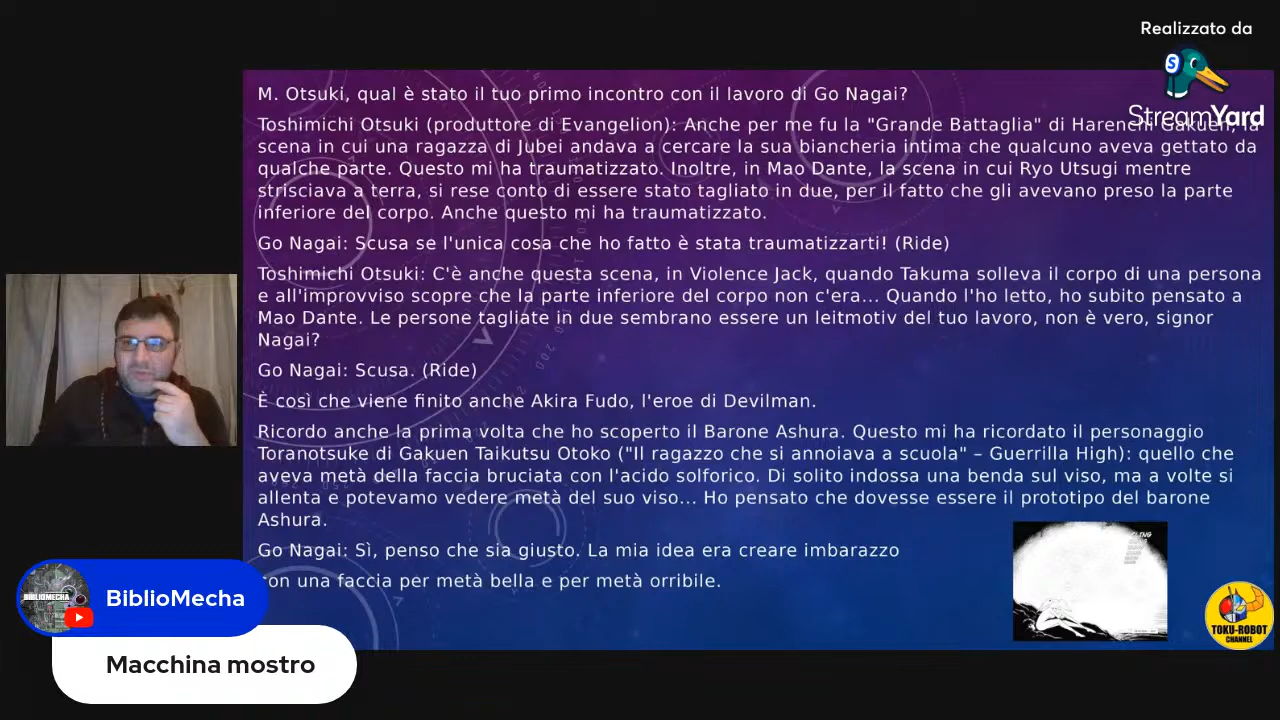 Realizzato da
StreamYard
M. Otsuki, qual è stato il tuo primo incontro con il lavoro di Go Nagai?
Toshimichi Otsuki (produttore di Evangelion): Anche per me fu la "Grande Battaglia" di Harenchi Gakuen, la
scena in cui una ragazza di Jubei andava a cercare la sua biancheria intima che qualcuno aveva gettato da
qualche parte. Questo mi ha traumatizzato. Inoltre, in Mao Dante, la scena in cui Ryo Utsugi mentre
strisciava a terra, si rese conto di essere stato tagliato in due, per il fatto che gli avevano preso la parte
inferiore del corpo. Anche questo mi ha traumatizzato.
Go Nagai: Scusa se l'unica cosa che ho fatto è stata traumatizzarti! (Ride)
Toshimichi Otsuki: C'è anche questa scena, in Violence Jack, quando Takuma solleva il corpo di una persona
e all'improvviso scopre che la parte inferiore del corpo non c'era... Quando l'ho letto, ho subito pensato a
Mao Dante. Le persone tagliate in due sembrano essere un leitmotiv del tuo lavoro, non è vero, signor
Nagai?
Go Nagai: Scusa. (Ride)
È così che viene finito anche Akira Fudo, l'eroe di Devilman.
Ricordo anche la prima volta che ho scoperto il Barone Ashura. Questo mi ha ricordato il personaggio
Toranotsuke di Gakuen Taikutsu Otoko ("Il ragazzo che si annoiava a scuola" – Guerrilla High): quello che
aveva metà della faccia bruciata con l'acido solforico. Di solito indossa una benda sul viso, ma a volte si
allenta e potevamo vedere metà del suo viso... Ho pensato che dovesse essere il prototipo del barone
Ashura.
Go Nagai: Sì, penso che sia giusto. La mia idea era creare imbarazzo
con una faccia per metà bella e per metà orribile.
TOKU-ROBOT
CHANNEL
BIBLIOMECHA
BiblioMecha
Macchina mostro